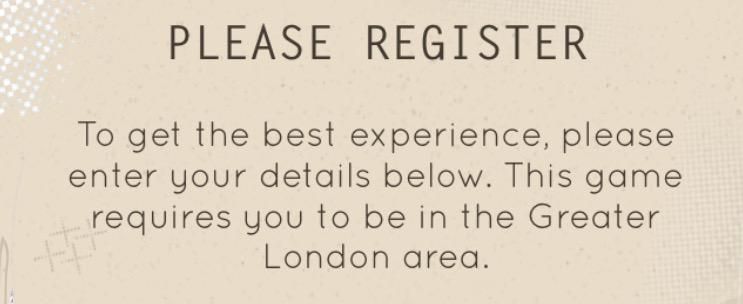 PLEASE REGISTER
To get the best experience, please
enter your details below. This game
requires you to be in the Greater
London area.